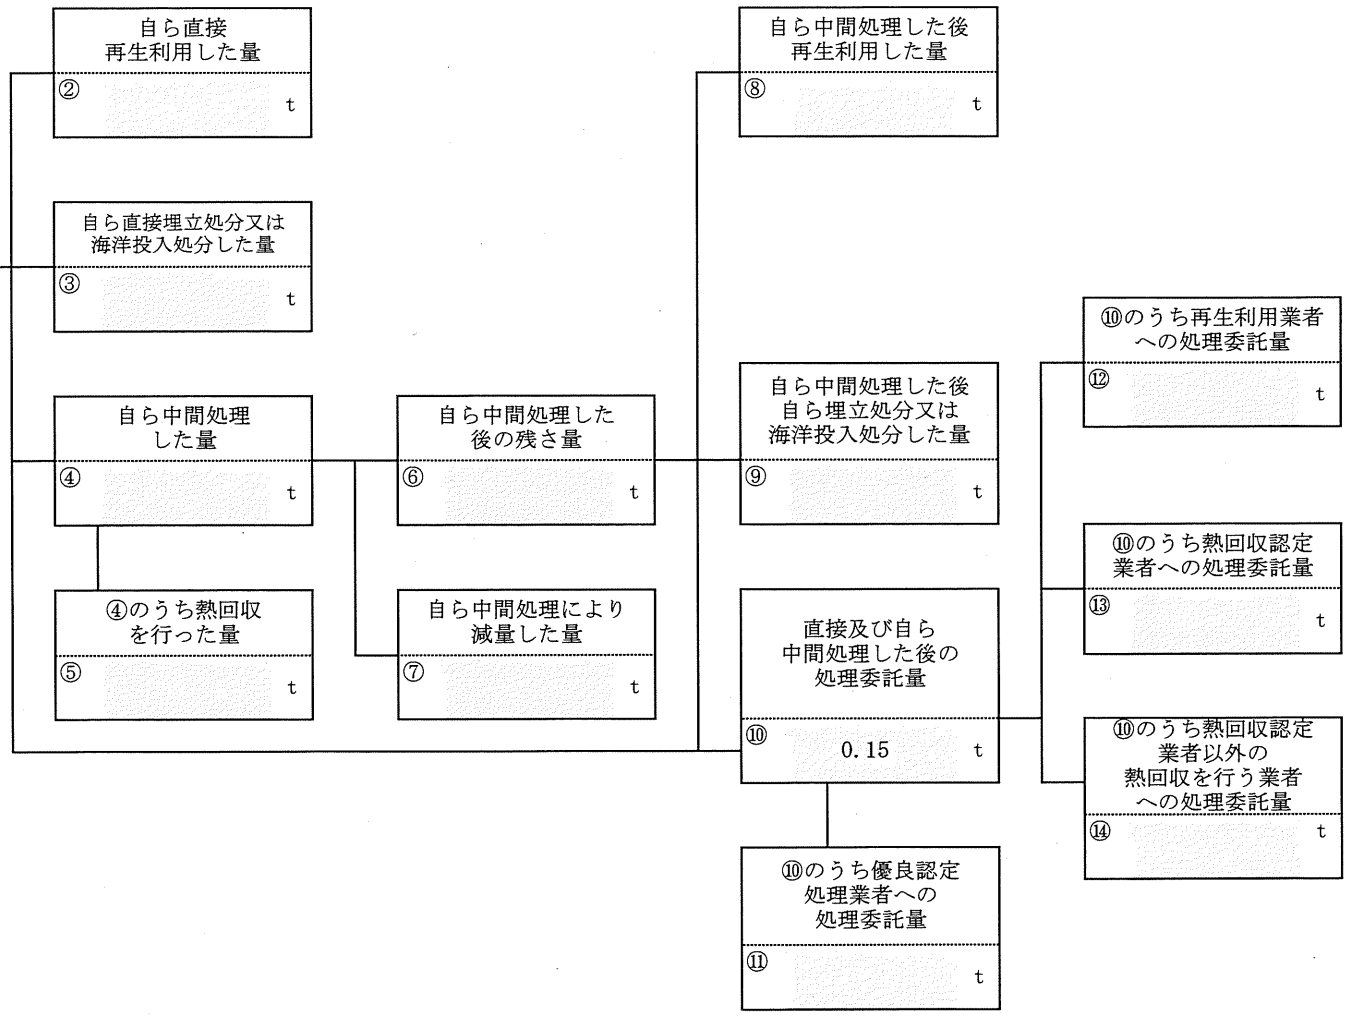 自ら直接
再生利用した量
②
t
自ら直接埋立処分又は
海洋投入処分した量
③
t
自ら中間処理
した量
④
t
④のうち熱回収
を行った量
⑤
t
自ら中間処理した
後の残さ量
⑥
t
自ら中間処理により
減量した量
⑦
t
自ら中間処理した後
再生利用した量
⑧
t
自ら中間処理した後
自ら埋立処分又は
海洋投入処分した量
⑨
t
直接及び自ら
中間処理した後の
処理委託量
⑩
0.15 t
⑩のうち優良認定
処理業者への
処理委託量
⑪
t
⑩のうち再生利用業者
への処理委託量
⑫
t
⑩のうち熱回収認定
業者への処理委託量
⑬
t
⑩のうち熱回収認定
業者以外の
熱回収を行う業者
への処理委託量
⑭
t